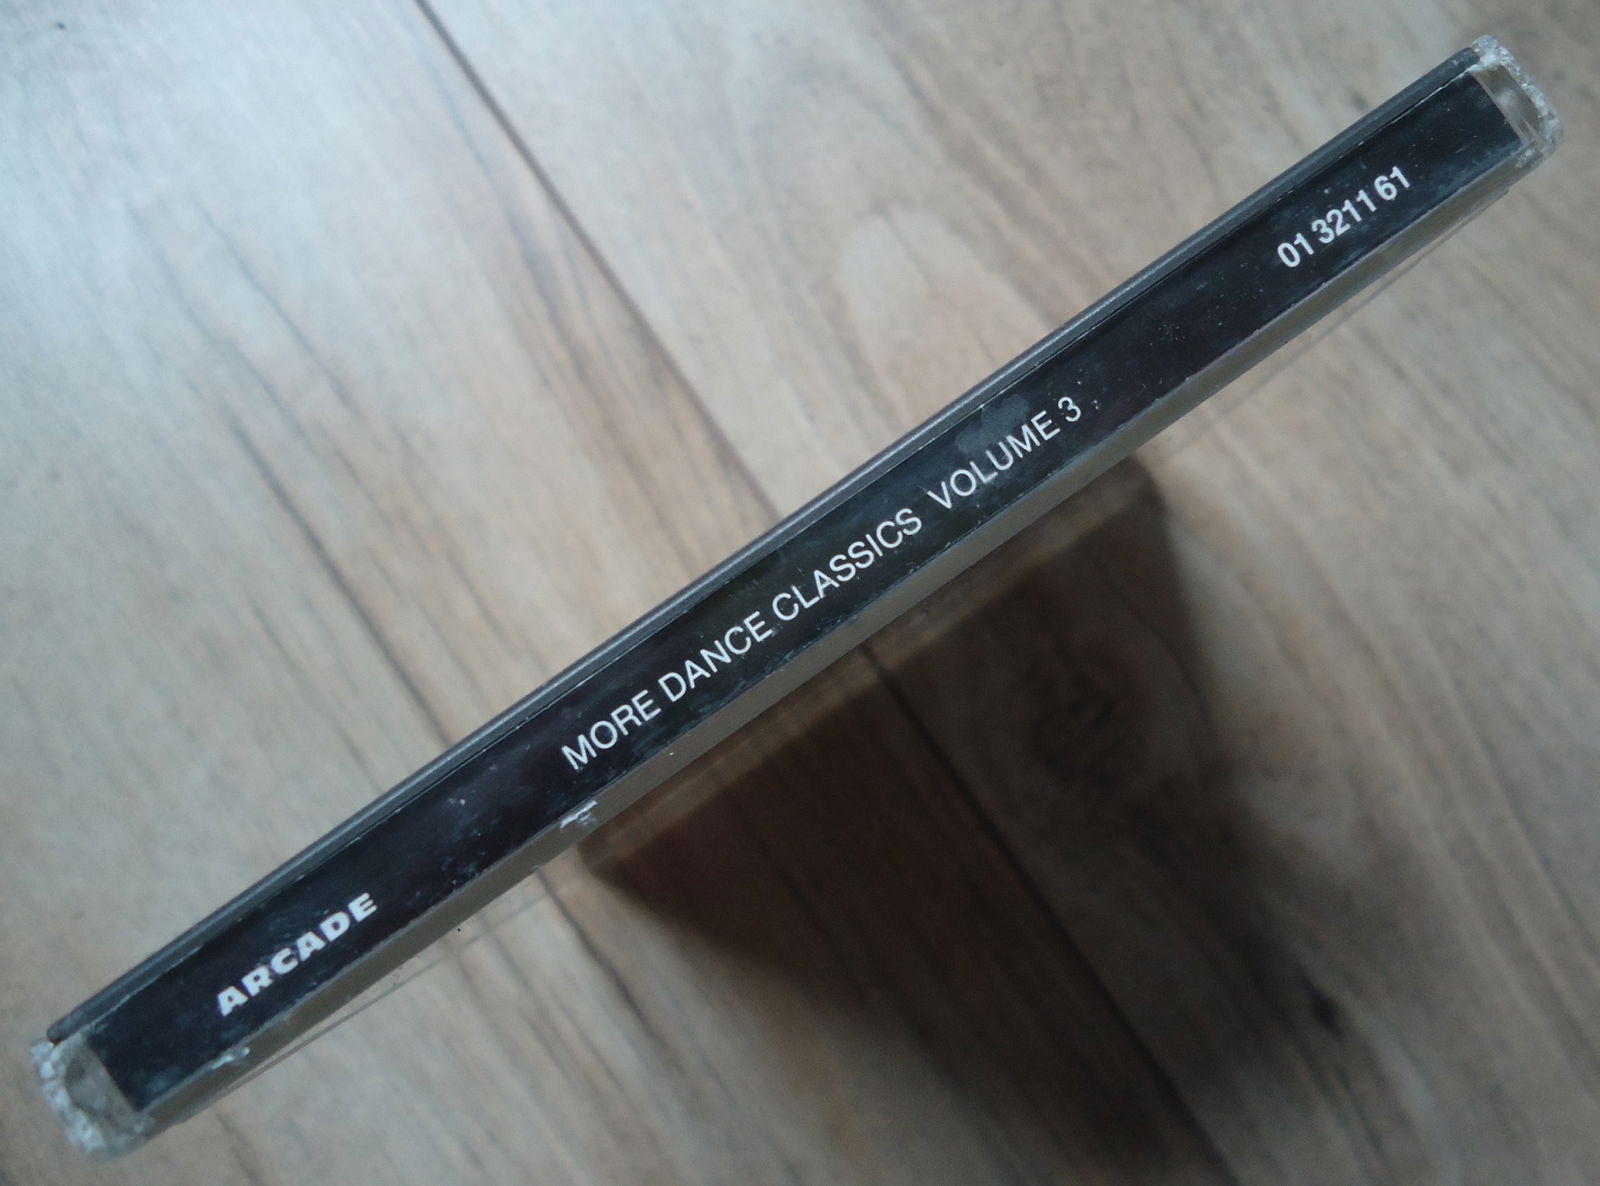 ARCADE
MORE DANCE CLASSICS VOLUME 3
01 3211 61